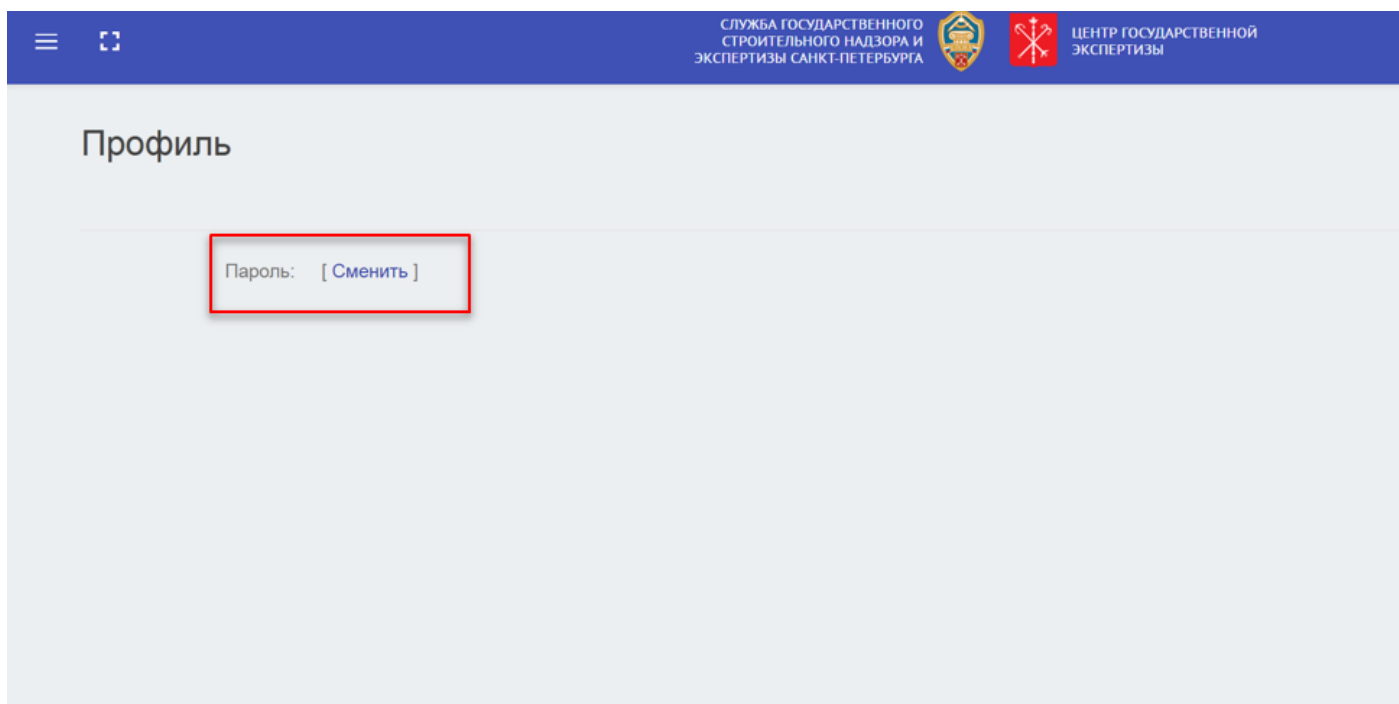 СЛУЖБА ГОСУДАРСТВЕННОГО
СТРОИТЕЛЬНОГО НАДЗОРА И
ЭКСПЕРТИЗЫ САНКТ-ПЕТЕРБУРГА
ЦЕНТР ГОСУДАРСТВЕННОЙ
ЭКСПЕРТИЗЫ
Профиль
Пароль: [ Сменить ]